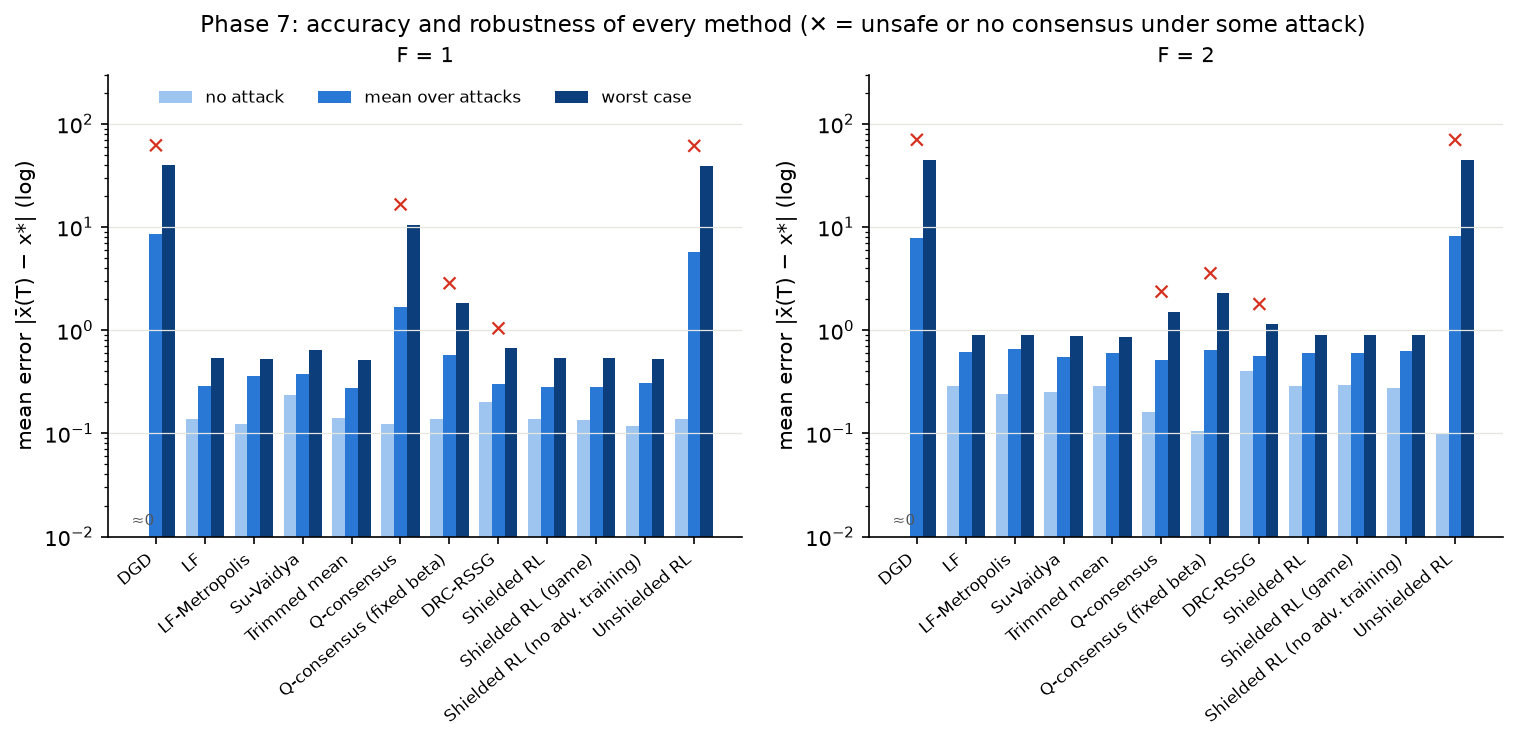 Phase 7: accuracy and robustness of every method (✕ = unsafe or no consensus under some attack)
F = 1
no attack
mean over attacks
worst case
mean error |x̄(T) − x*| (log)
10²
10¹
10⁰
10⁻¹
10⁻²
≈0
DGD
LF
LF-Metropolis
Su-Vaidya
Trimmed mean
Q-consensus
Q-consensus (fixed beta)
DRC-RSSG
Shielded RL
Shielded RL (game)
Shielded RL (no adv. training)
Unshielded RL
F = 2
mean error |x̄(T) − x*| (log)
10²
10¹
10⁰
10⁻¹
10⁻²
≈0
DGD
LF
LF-Metropolis
Su-Vaidya
Trimmed mean
Q-consensus
Q-consensus (fixed beta)
DRC-RSSG
Shielded RL
Shielded RL (game)
Shielded RL (no adv. training)
Unshielded RL